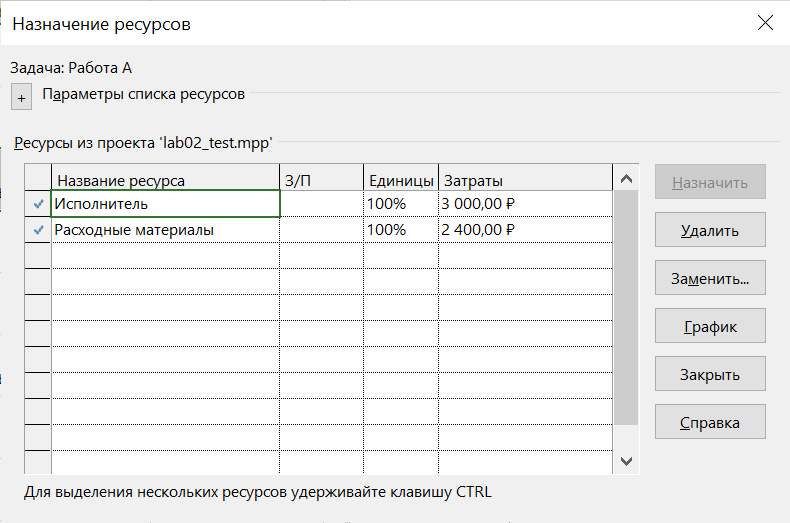 Назначение ресурсов
Задача: Работа А
+ Параметры списка ресурсов
Ресурсы из проекта 'lab02_test.mpp'
Название ресурса З/П Единицы Затраты
Исполнитель 100% 3 000,00 ₽
Расходные материалы 100% 2 400,00 ₽
Назначить
Удалить
Заменить...
График
Закрыть
Справка
Для выделения нескольких ресурсов удерживайте клавишу CTRL